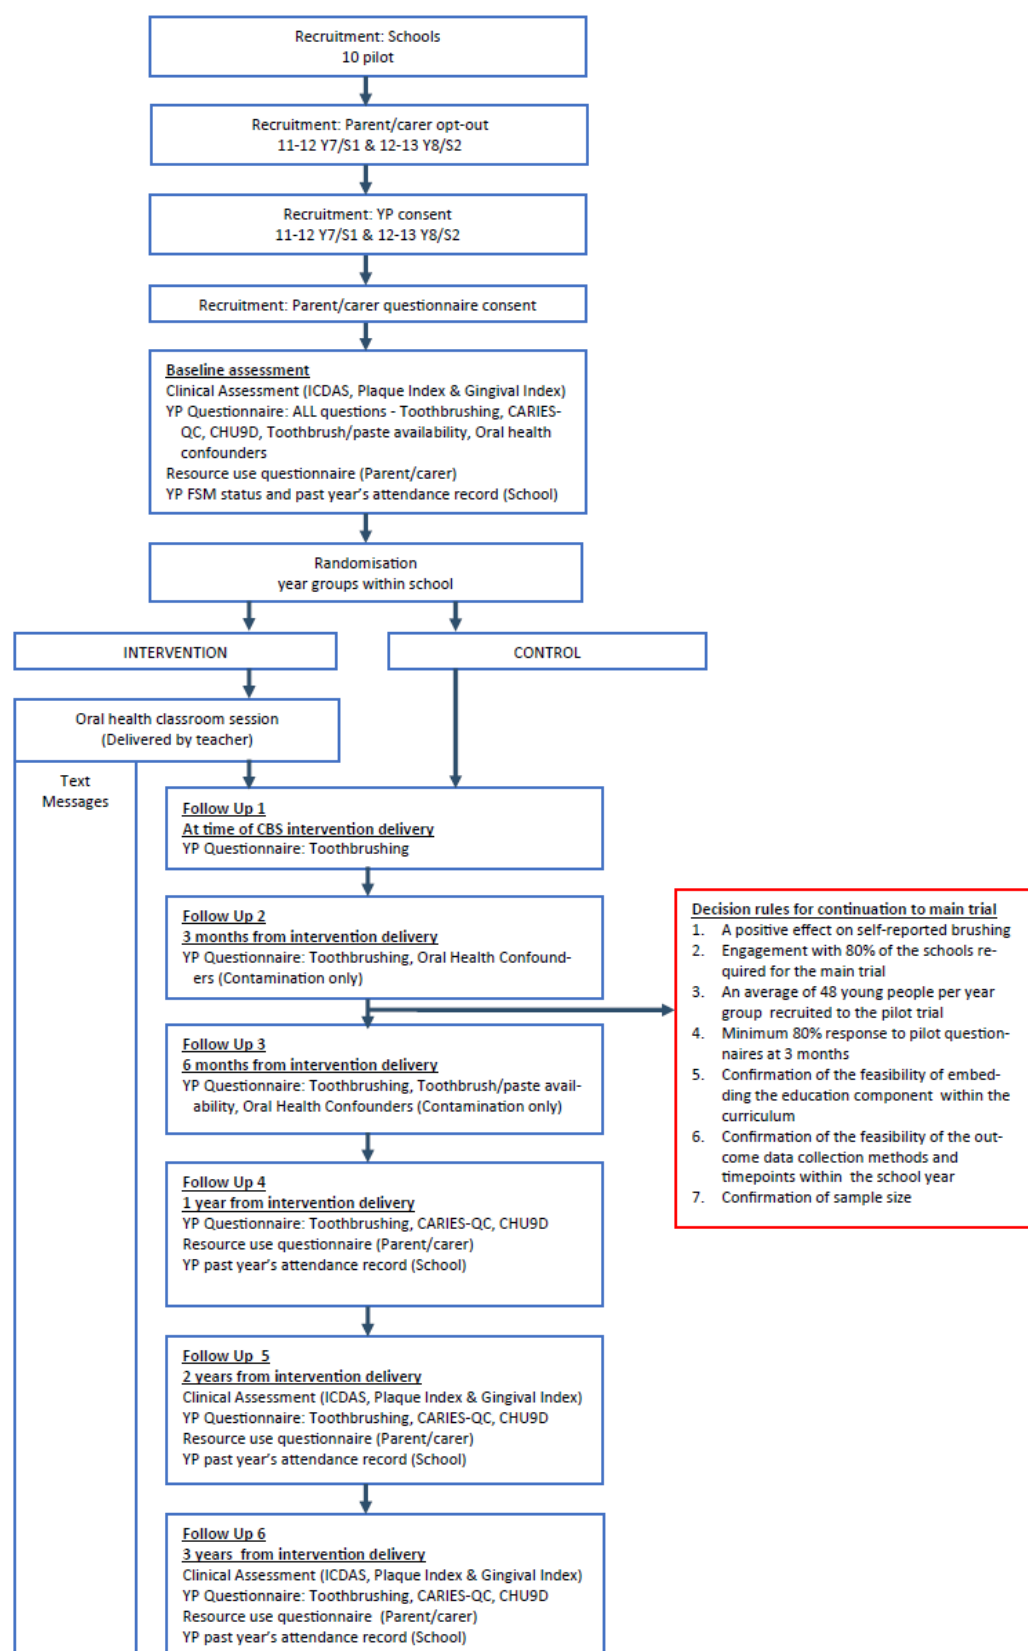 Recruitment: Schools
10 pilot
Recruitment: Parent/carer opt-out
11-12 Y7/S1 & 12-13 Y8/S2
Recruitment: YP consent
11-12 Y7/S1 & 12-13 Y8/S2
Recruitment: Parent/carer questionnaire consent
Baseline assessment
Clinical Assessment (ICDAS, Plaque Index & Gingival Index)
YP Questionnaire: ALL questions - Toothbrushing, CARIES-
QC, CHU9D, Toothbrush/paste availability, Oral health
confounders
Resource use questionnaire (Parent/carer)
YP FSM status and past year's attendance record (School)
Randomisation
year groups within school
INTERVENTION
CONTROL
Oral health classroom session
(Delivered by teacher)
Text
Messages
Follow Up 1
At time of CBS intervention delivery
YP Questionnaire: Toothbrushing
Follow Up 2
3 months from intervention delivery
YP Questionnaire: Toothbrushing, Oral Health Confound-
ers (Contamination only)
Decision rules for continuation to main trial
1. A positive effect on self-reported brushing
2. Engagement with 80% of the schools re-
quired for the main trial
3. An average of 48 young people per year
group recruited to the pilot trial
4. Minimum 80% response to pilot question-
naires at 3 months
5. Confirmation of the feasibility of embed-
ding the education component within the
curriculum
6. Confirmation of the feasibility of the out-
come data collection methods and
timepoints within the school year
7. Confirmation of sample size
Follow Up 3
6 months from intervention delivery
YP Questionnaire: Toothbrushing, Toothbrush/paste avail-
ability, Oral Health Confounders (Contamination only)
Follow Up 4
1 year from intervention delivery
YP Questionnaire: Toothbrushing, CARIES-QC, CHU9D
Resource use questionnaire (Parent/carer)
YP past year's attendance record (School)
Follow Up 5
2 years from intervention delivery
Clinical Assessment (ICDAS, Plaque Index & Gingival Index)
YP Questionnaire: Toothbrushing, CARIES-QC, CHU9D
Resource use questionnaire (Parent/carer)
YP past year's attendance record (School)
Follow Up 6
3 years from intervention delivery
Clinical Assessment (ICDAS, Plaque Index & Gingival Index)
YP Questionnaire: Toothbrushing, CARIES-QC, CHU9D
Resource use questionnaire (Parent/carer)
YP past year's attendance record (School)